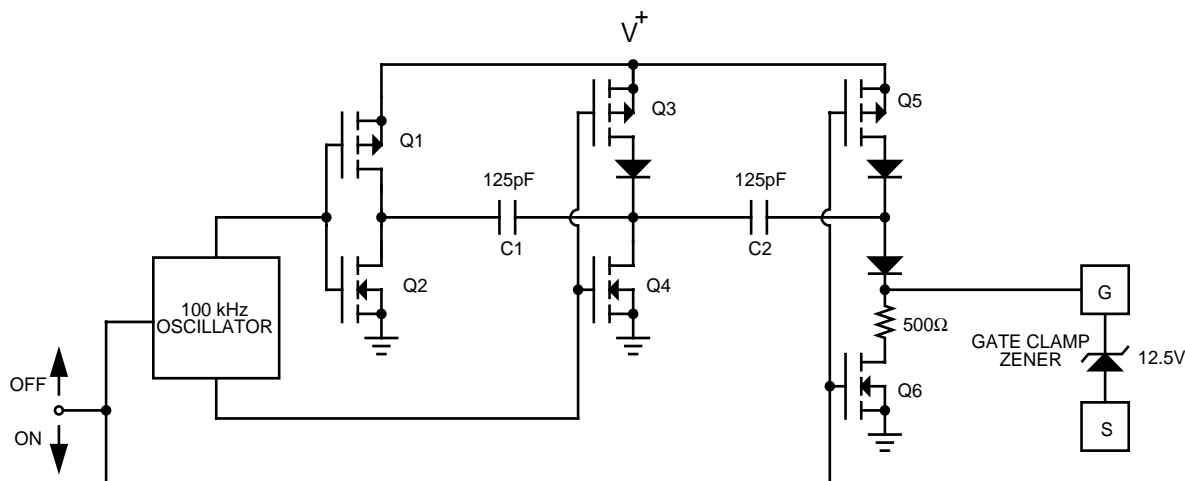 V+
Q1
Q3
Q5
125pF
C1
125pF
C2
Q2
Q4
100 kHz
OSCILLATOR
500Ω
G
GATE CLAMP
ZENER
12.5V
Q6
S
OFF
ON